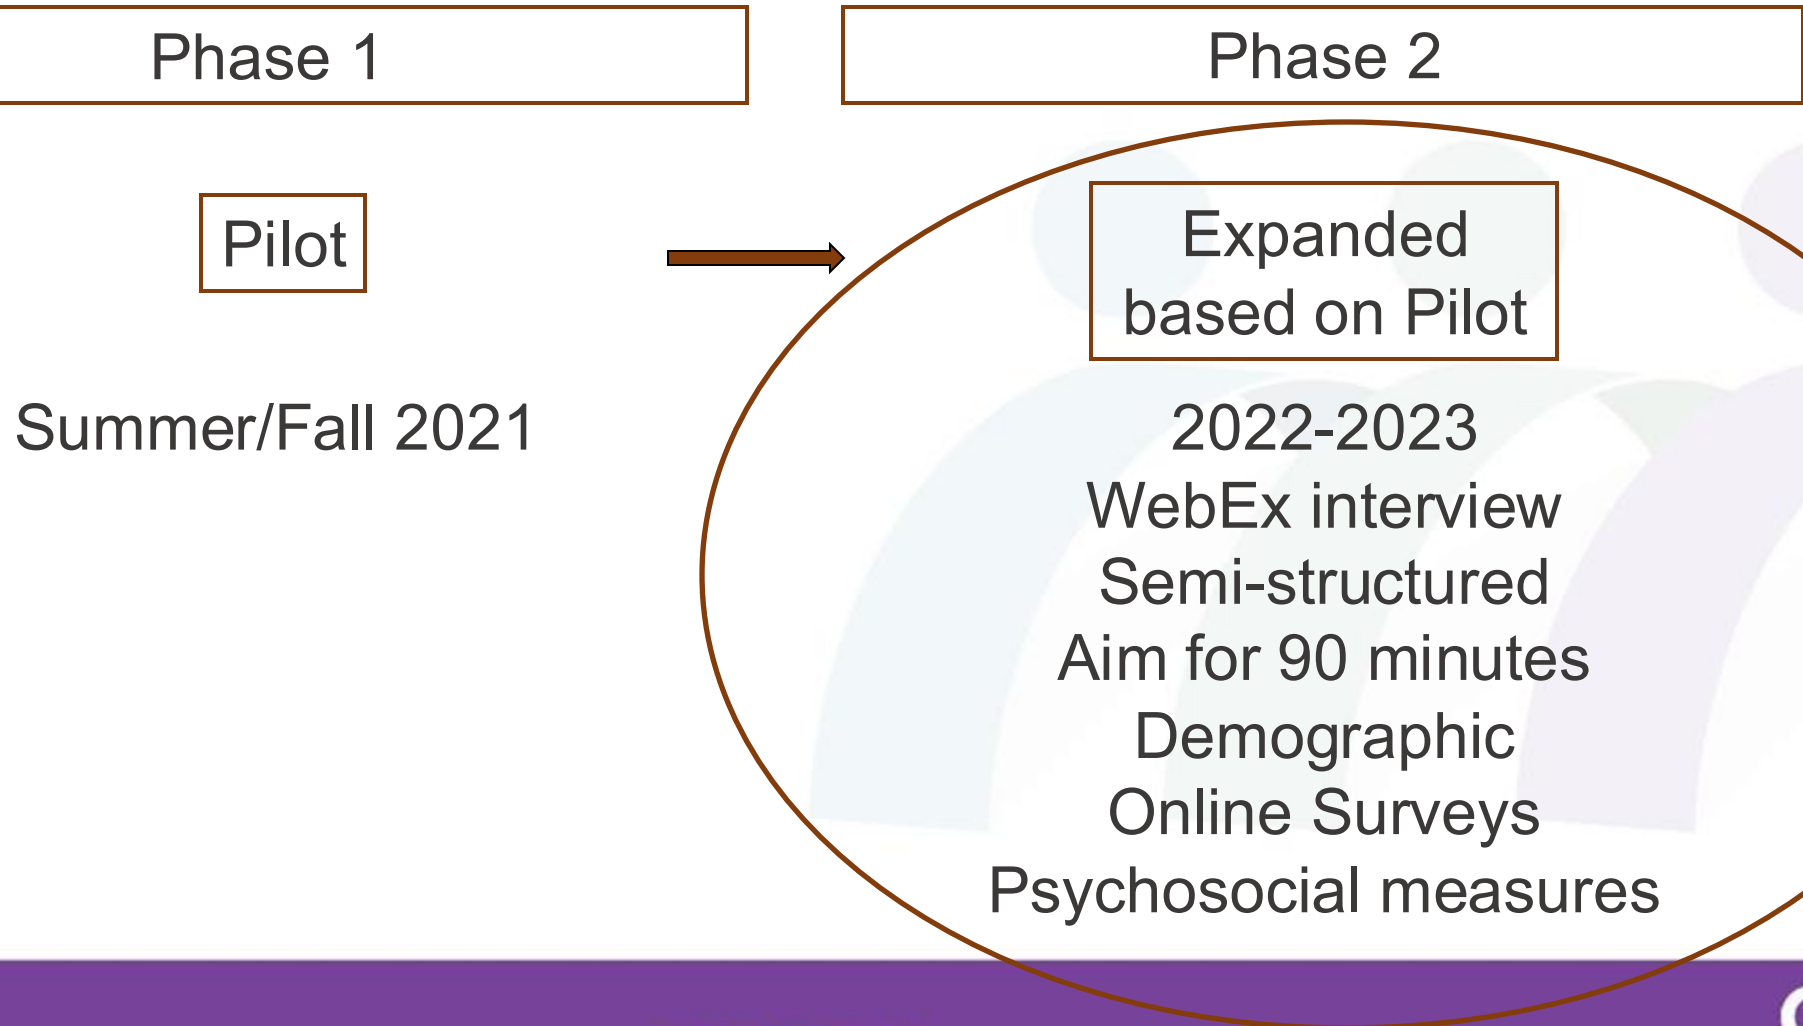 Phase 1
Pilot
Summer/Fall 2021
Phase 2
Expanded
based on Pilot
2022-2023
WebEx interview
Semi-structured
Aim for 90 minutes
Demographic
Online Surveys
Psychosocial measures